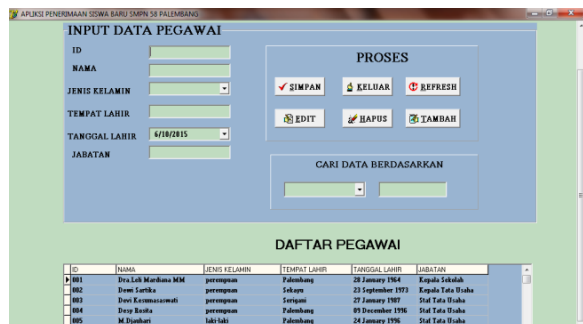 APLIKSI PENERIMAAN SISWA BARU SMPN 58 PALEMBANG
INPUT DATA PEGAWAI
ID
NAMA
JENIS KELAMIN
TEMPAT LAHIR
TANGGAL LAHIR 6/10/2015
JABATAN
PROSES
SIMPAN KELUAR REFRESH
EDIT HAPUS TAMBAH
CARI DATA BERDASARKAN
DAFTAR PEGAWAI
ID NAMA JENIS KELAMIN TEMPAT LAHIR TANGGAL LAHIR JABATAN
001 Dra.Leli Mardiana MM perempuan Palembang 28 January 1964 Kepala Sekolah
002 Dewi Sartika perempuan Sekayu 23 September 1973 Kepala Tata Usaha
003 Devi Kesumasaswati perempuan Serigani 27 January 1987 Staf Tata Usaha
004 Desy Rosita perempuan Palembang 09 December 1996 Staf Tata Usaha
005 M.Djauhari laki-laki Palembang 24 January 1996 Staf Tata Usaha